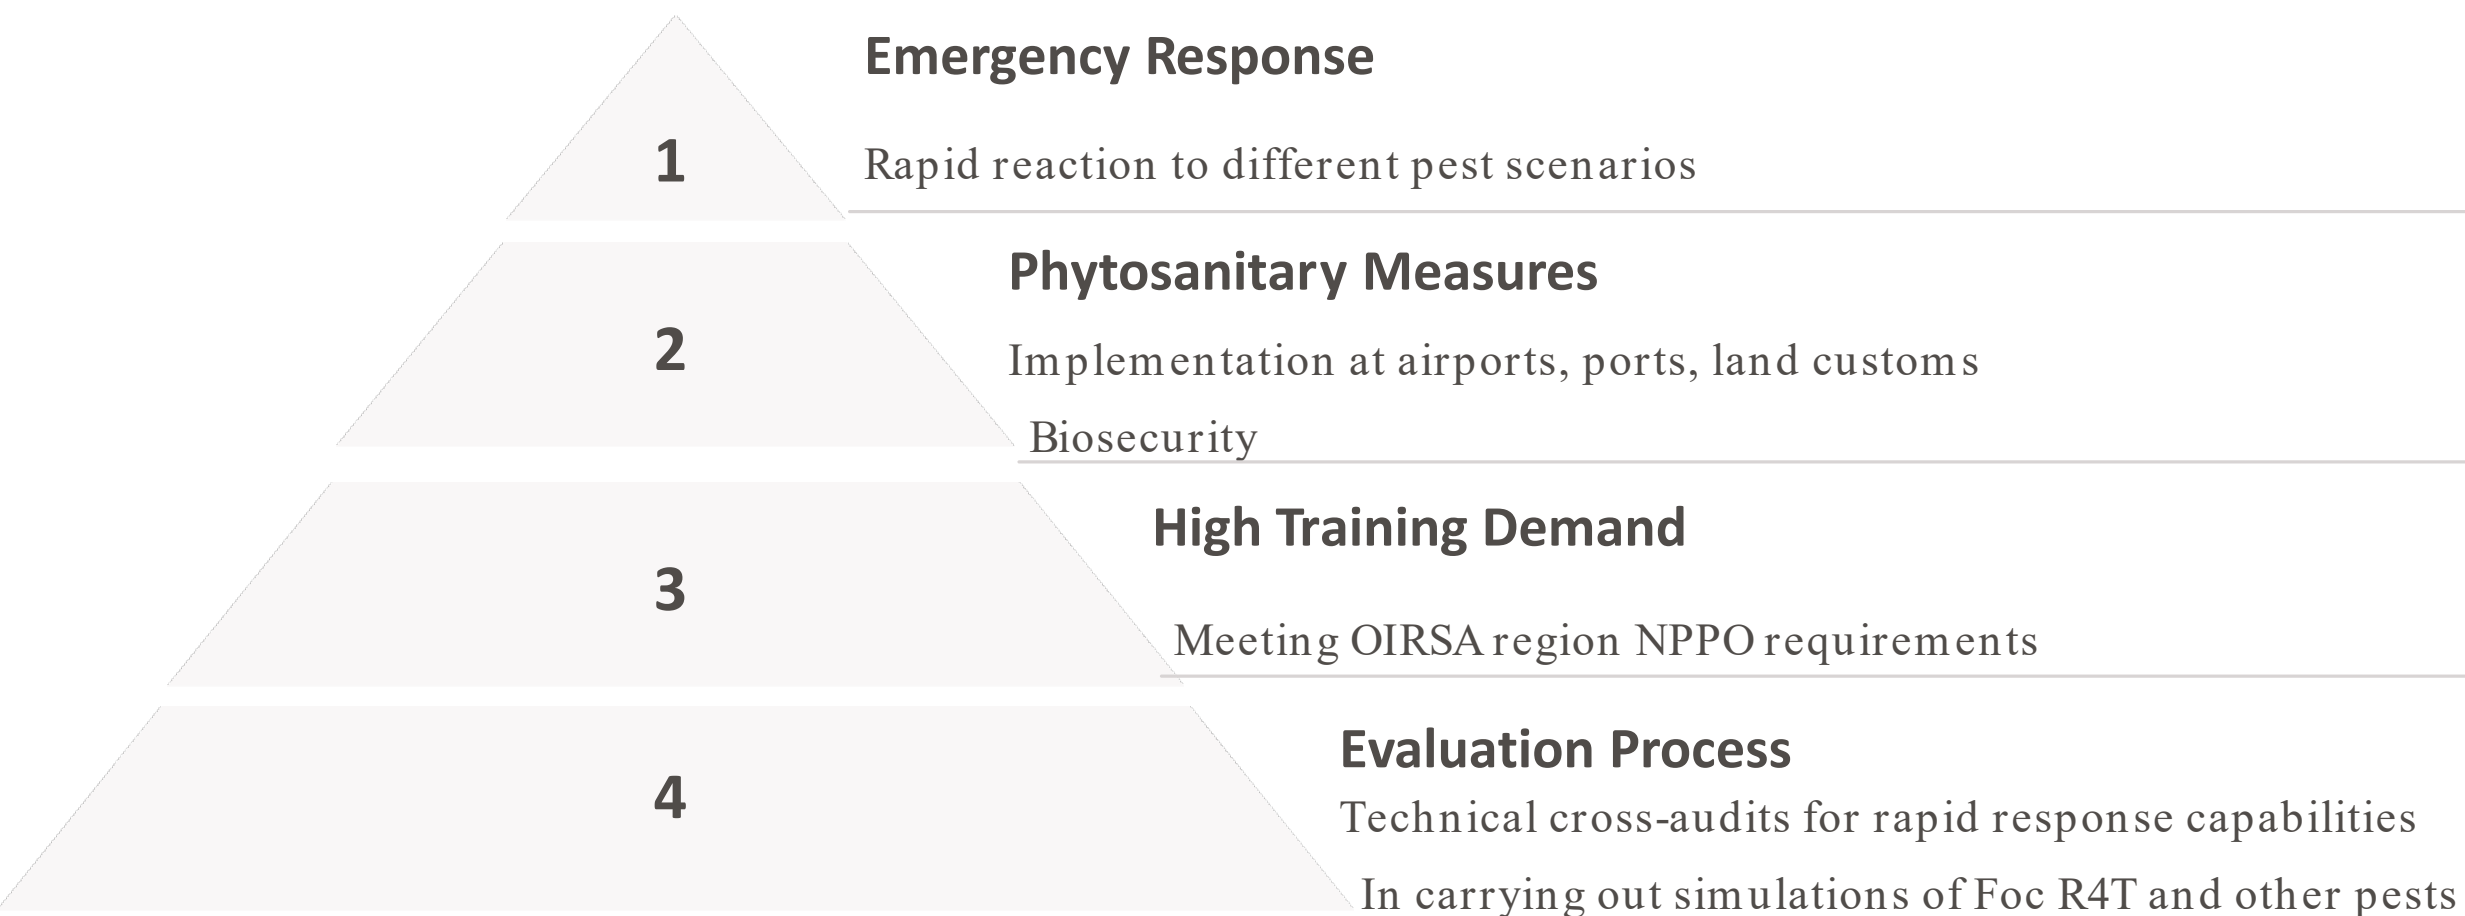 Emergency Response
1
Rapid reaction to different pest scenarios
Phytosanitary Measures
2
Implementation at airports, ports, land customs
Biosecurity
High Training Demand
3
Meeting OIRSA region NPPO requirements
Evaluation Process
4
Technical cross-audits for rapid response capabilities
In carrying out simulations of Foc R4T and other pests